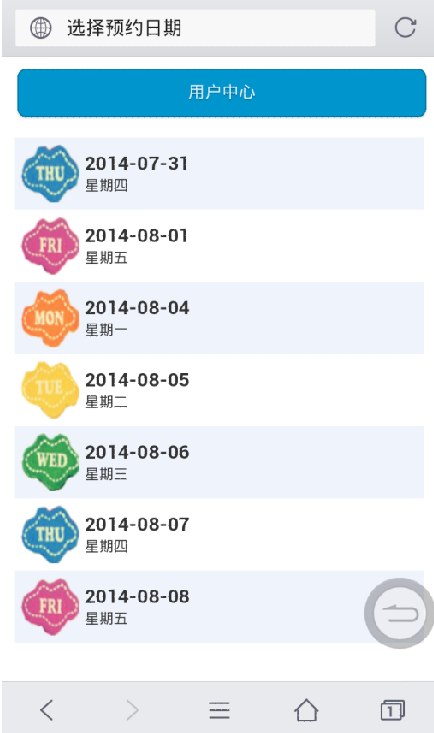 选择预约日期
用户中心
THU
2014-07-31
星期四
FRI
2014-08-01
星期五
MON
2014-08-04
星期一
TUE
2014-08-05
星期二
WED
2014-08-06
星期三
THU
2014-08-07
星期四
FRI
2014-08-08
星期五
1